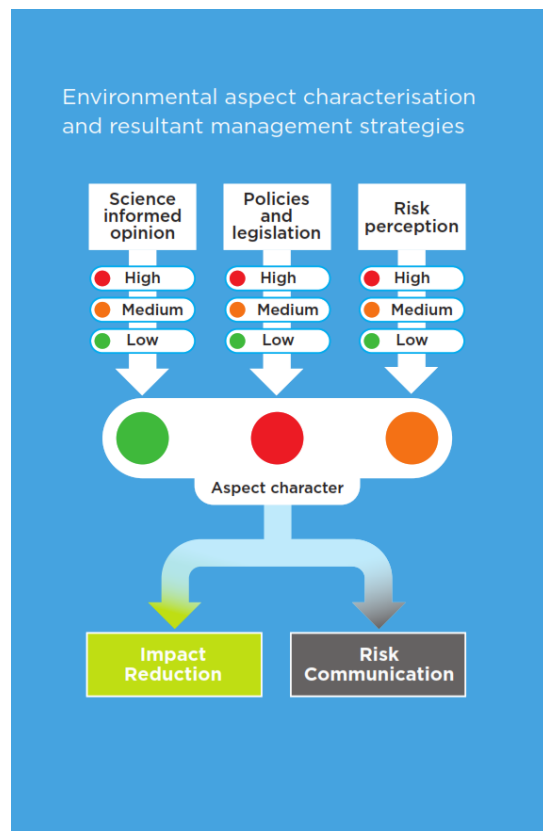 Environmental aspect characterisation
and resultant management strategies
Science
informed
opinion
Policies
and
legislation
Risk
perception
High
High
High
Medium
Medium
Medium
Low
Low
Low
Aspect character
Impact
Reduction
Risk
Communication